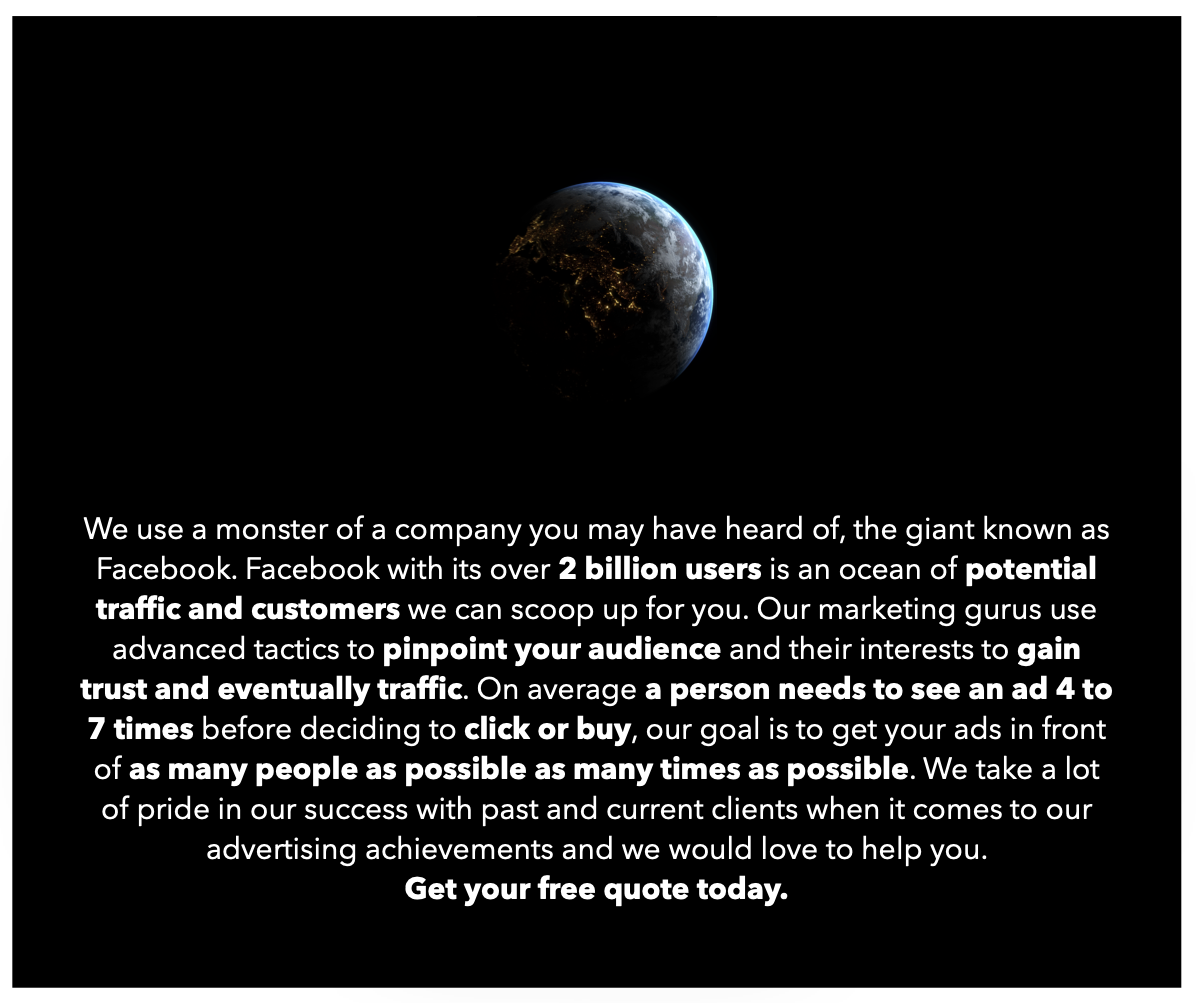 We use a monster of a company you may have heard of, the giant known as
Facebook. Facebook with its over 2 billion users is an ocean of potential
traffic and customers we can scoop up for you. Our marketing gurus use
advanced tactics to pinpoint your audience and their interests to gain
trust and eventually traffic. On average a person needs to see an ad 4 to
7 times before deciding to click or buy, our goal is to get your ads in front
of as many people as possible as many times as possible. We take a lot
of pride in our success with past and current clients when it comes to our
advertising achievements and we would love to help you.
Get your free quote today.